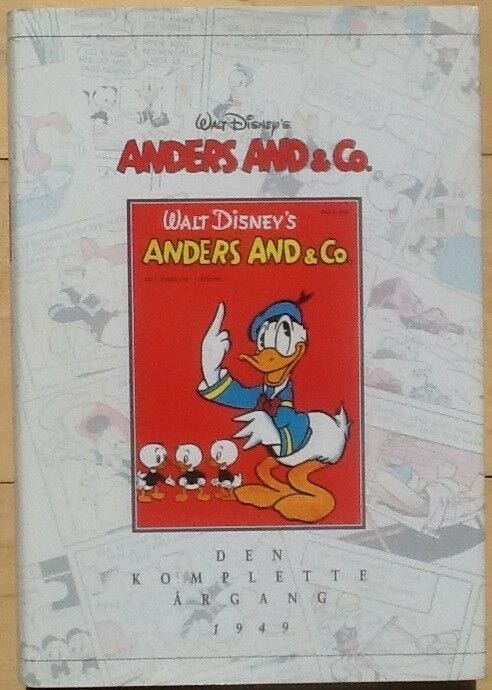 WALT DISNEY'S
ANDERS AND & Co.
WALT DISNEY'S
ANDERS AND & Co.
DEN
KOMPLETTE
ÅRGANG
1949